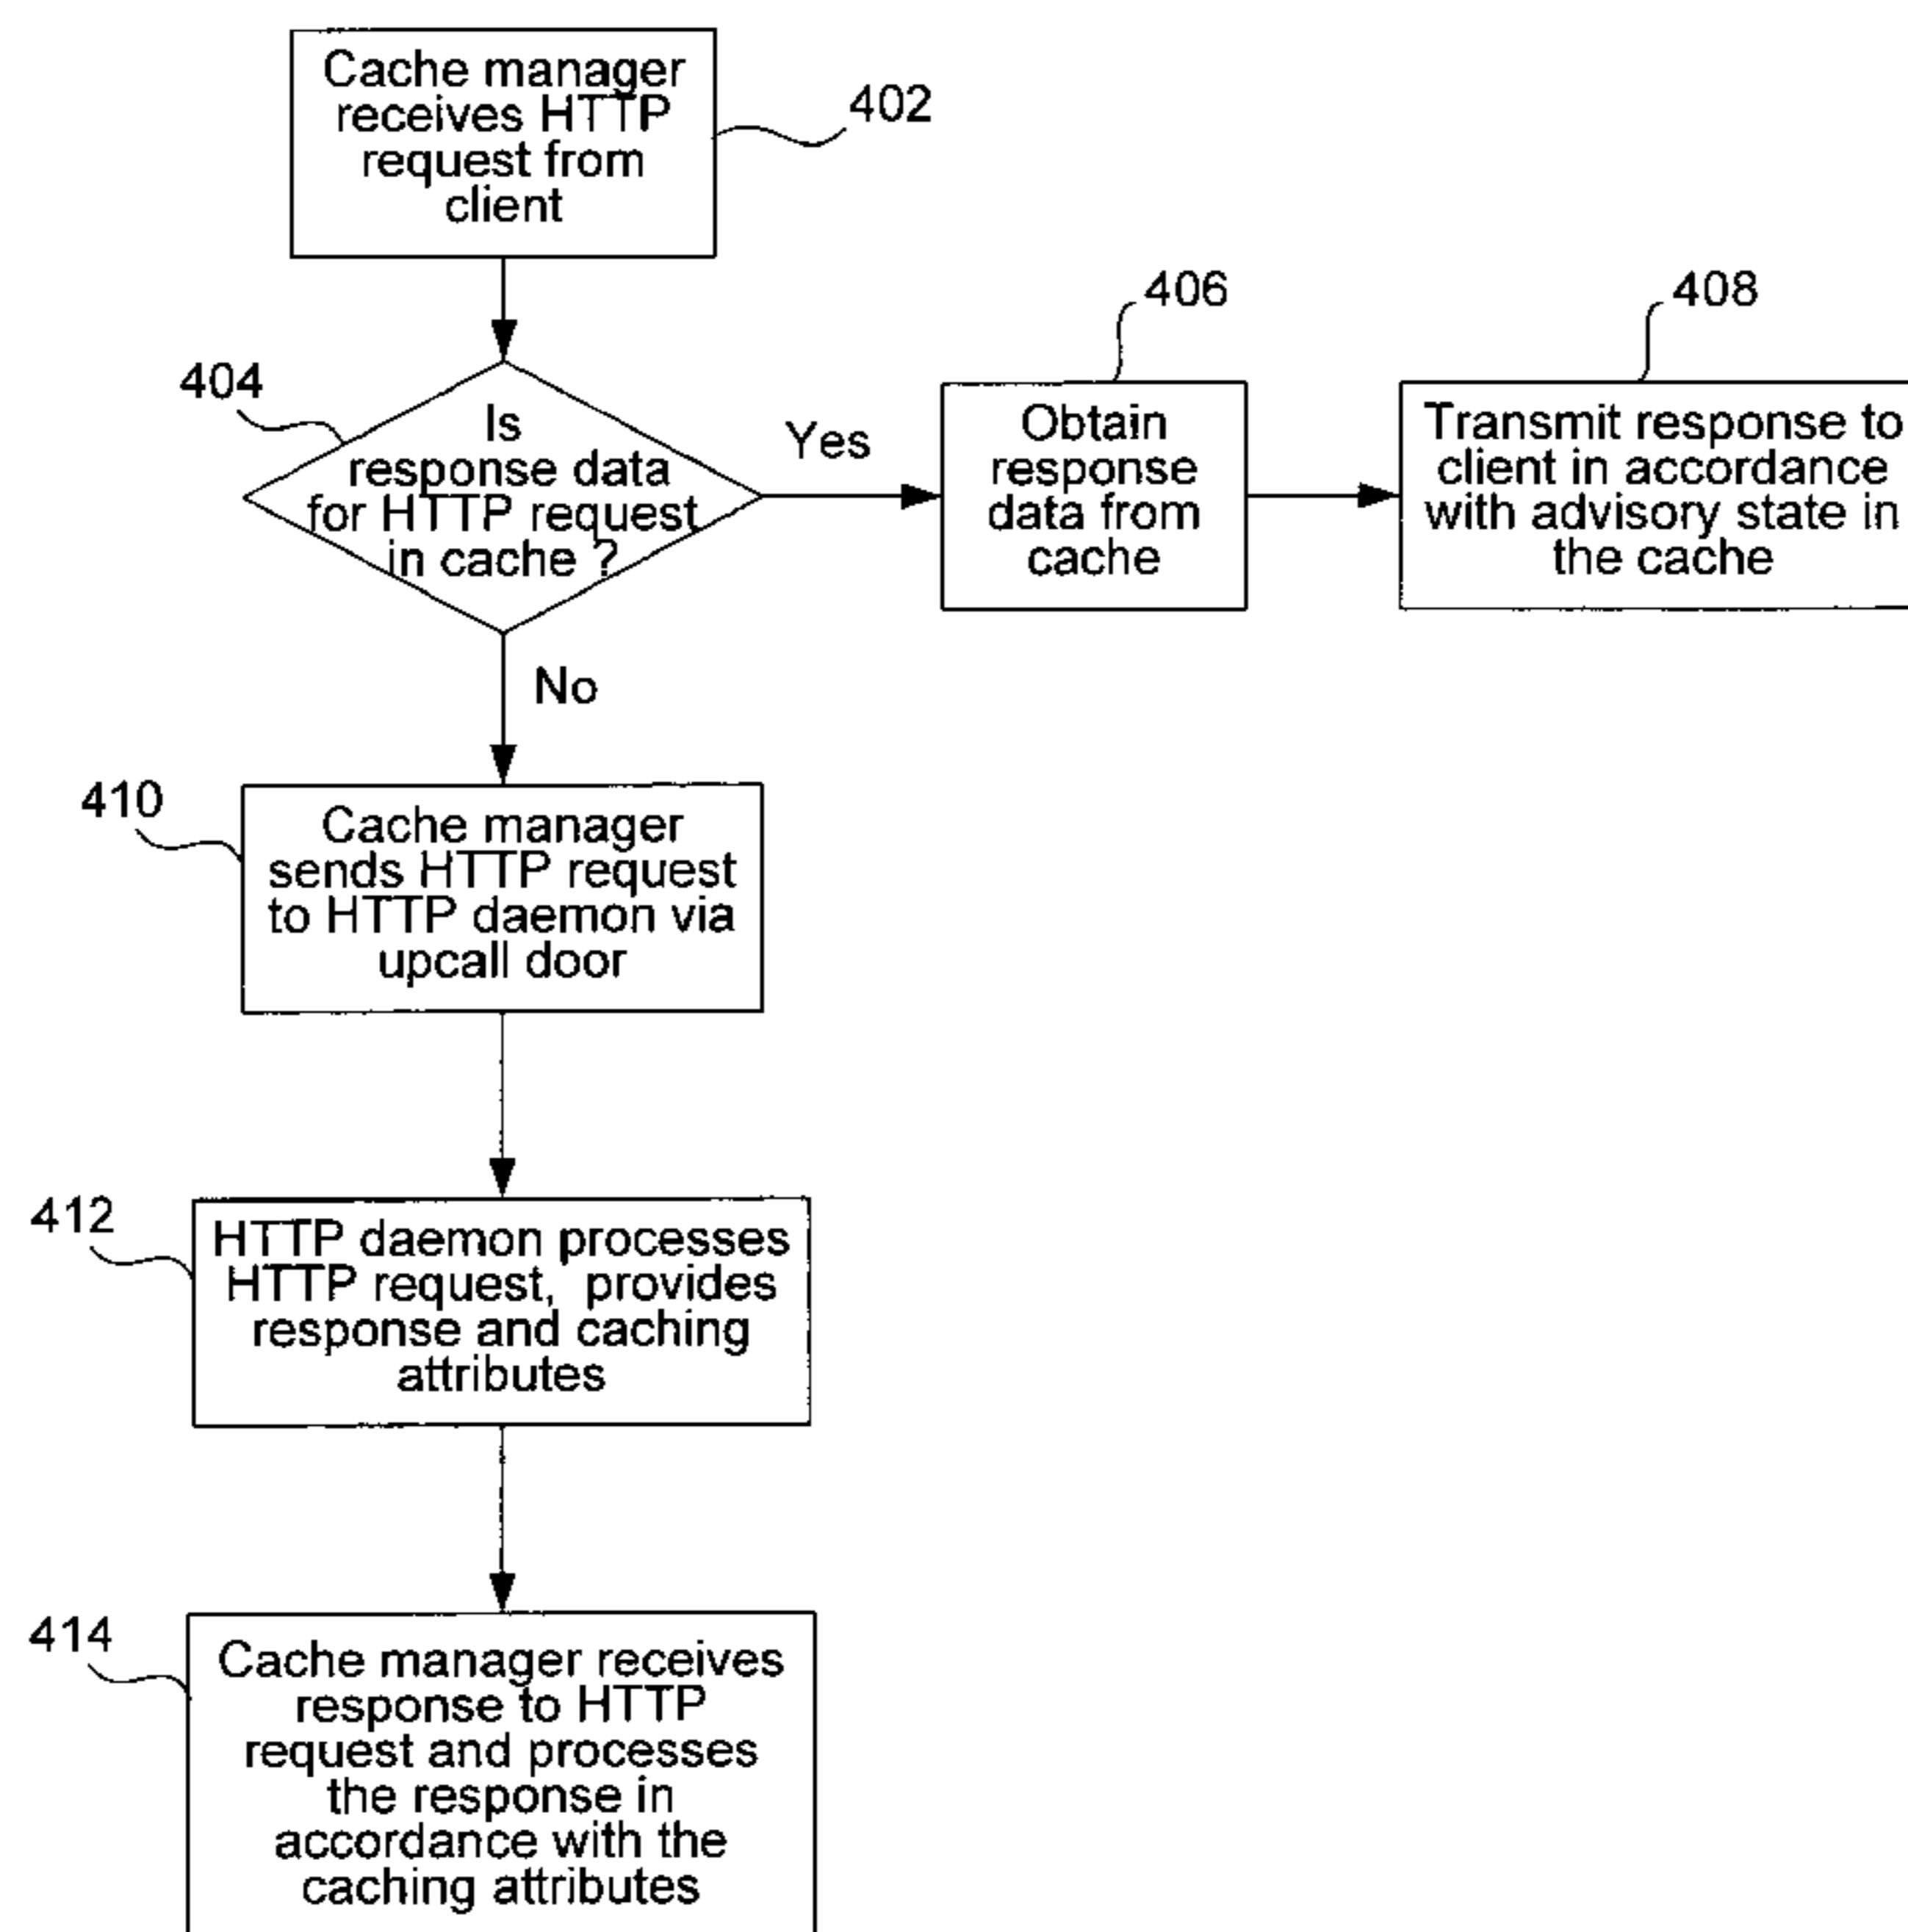 Cache manager
receives HTTP
request from
client
402
404
Is
response data
for HTTP request
in cache ?
Yes
406
Obtain
response
data from
cache
408
Transmit response to
client in accordance
with advisory state in
the cache
No
410
Cache manager
sends HTTP request
to HTTP daemon via
upcall door
412
HTTP daemon processes
HTTP request, provides
response and caching
attributes
414
Cache manager receives
response to HTTP
request and processes
the response in
accordance with the
caching attributes